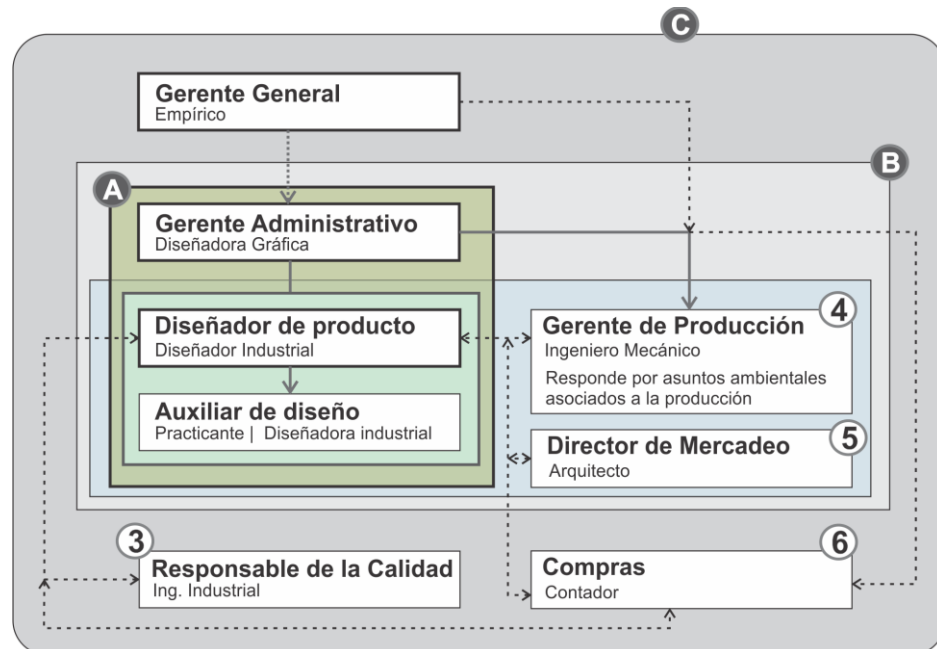 C
Gerente General
Empírico
B
A
Gerente Administrativo
Diseñadora Gráfica
Diseñador de producto
Diseñador Industrial
Auxiliar de diseño
Practicante | Diseñadora industrial
4
Gerente de Producción
Ingeniero Mecánico
Responde por asuntos ambientales
asociados a la producción
5
Director de Mercadeo
Arquitecto
3
Responsable de la Calidad
Ing. Industrial
6
Compras
Contador